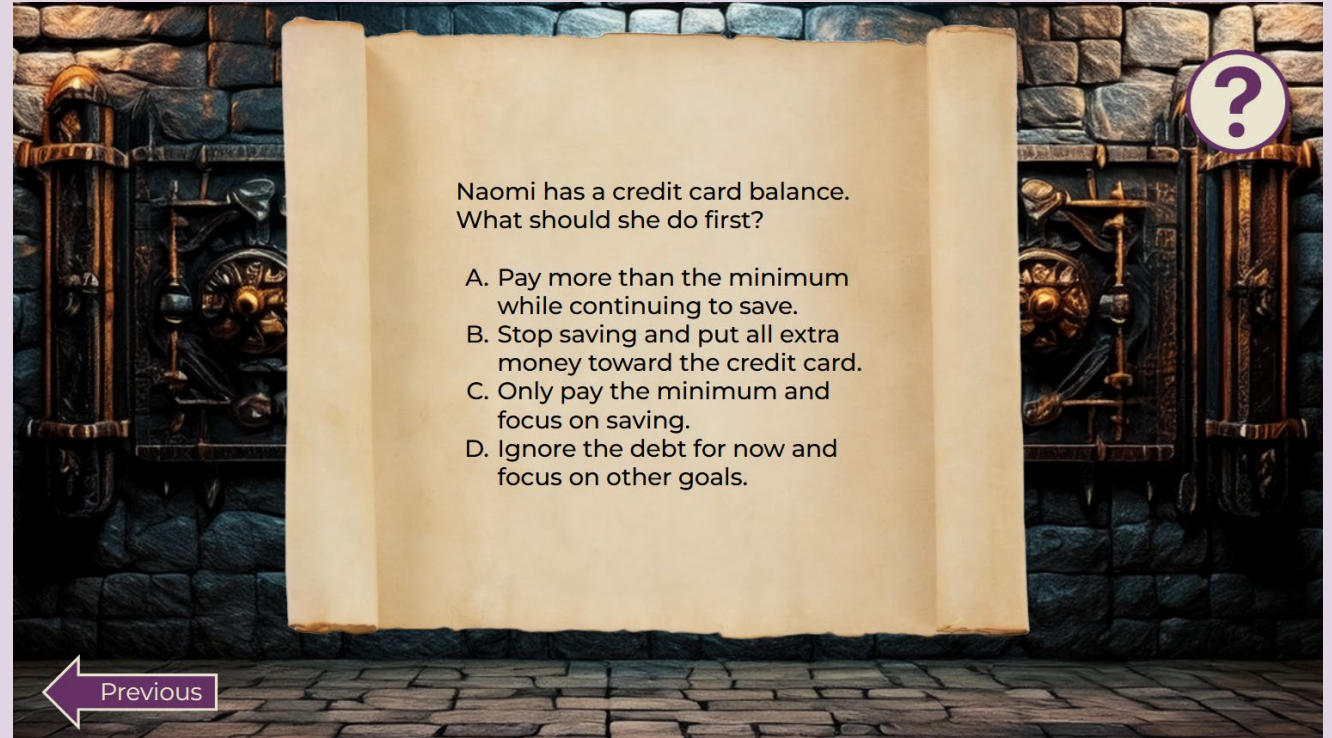 Naomi has a credit card balance.
What should she do first?
A. Pay more than the minimum
while continuing to save.
B. Stop saving and put all extra
money toward the credit card.
C. Only pay the minimum and
focus on saving.
D. Ignore the debt for now and
focus on other goals.
?
Previous